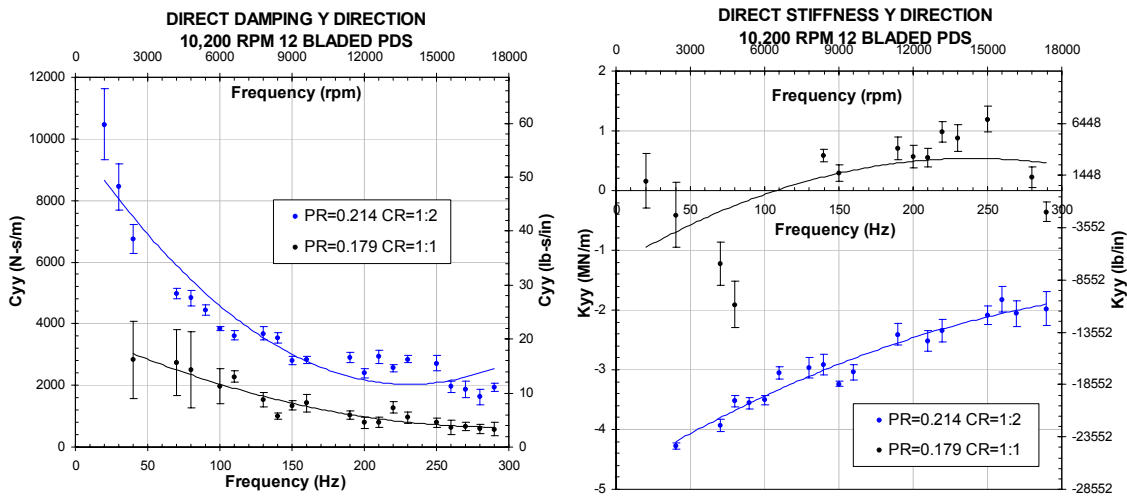 DIRECT DAMPING Y DIRECTION
10,200 RPM 12 BLADED PDS
0 3000 6000 9000 12000 15000 18000
Frequency (rpm)
12000
10000
8000
6000
4000
2000
0
Cyy (N-s/m)
60
50
40
30
20
10
0
Cyy (Lb-s/in)
PR=0.214 CR=1:2
PR=0.179 CR=1:1
0 50 100 150 200 250 300
Frequency (Hz)
DIRECT STIFFNESS Y DIRECTION
10,200 RPM 12 BLADED PDS
0 3000 6000 9000 12000 15000 18000
Frequency (rpm)
2
1
0
-1
-2
-3
-4
-5
Kyy (MN/m)
6448
1448
-3552
-8552
-13552
-18552
-23552
-28552
Kyy (lb/in)
0 50 100 150 200 250 300
Frequency (Hz)
PR=0.214 CR=1:2
PR=0.179 CR=1:1